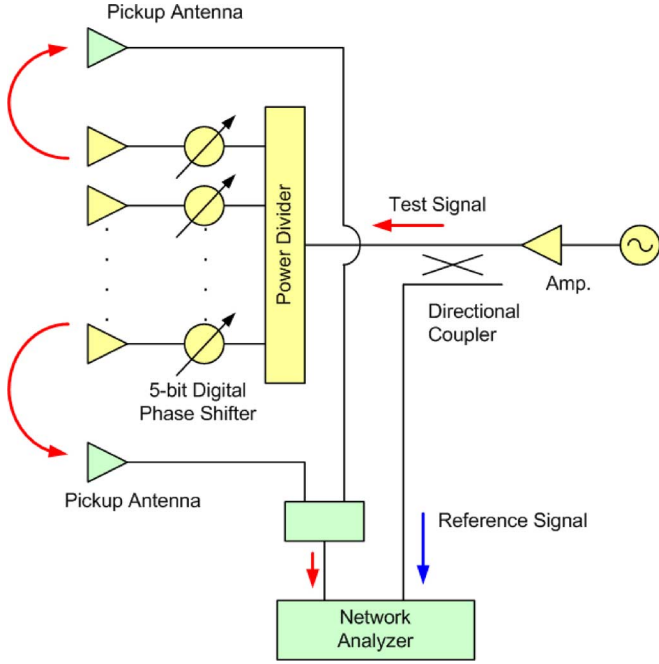 Pickup Antenna
Power Divider
Test Signal
Amp.
Directional
Coupler
5-bit Digital
Phase Shifter
Pickup Antenna
Reference Signal
Network
Analyzer